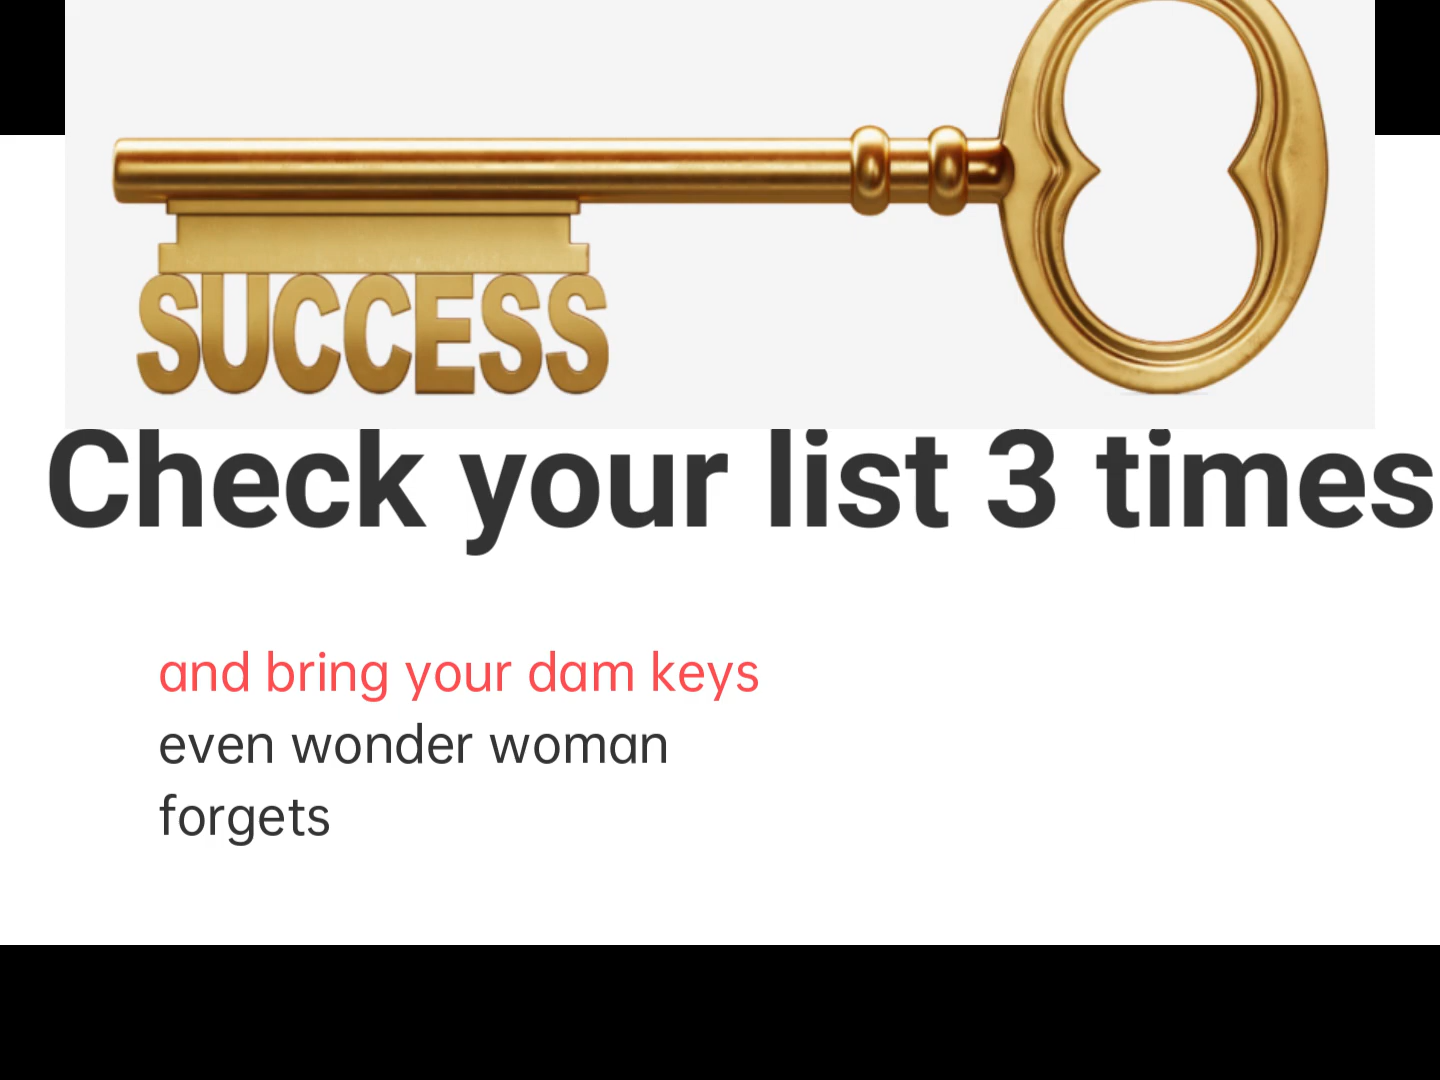 SUCCESS
Check your list 3 times
and bring your dam keys
even wonder woman
forgets